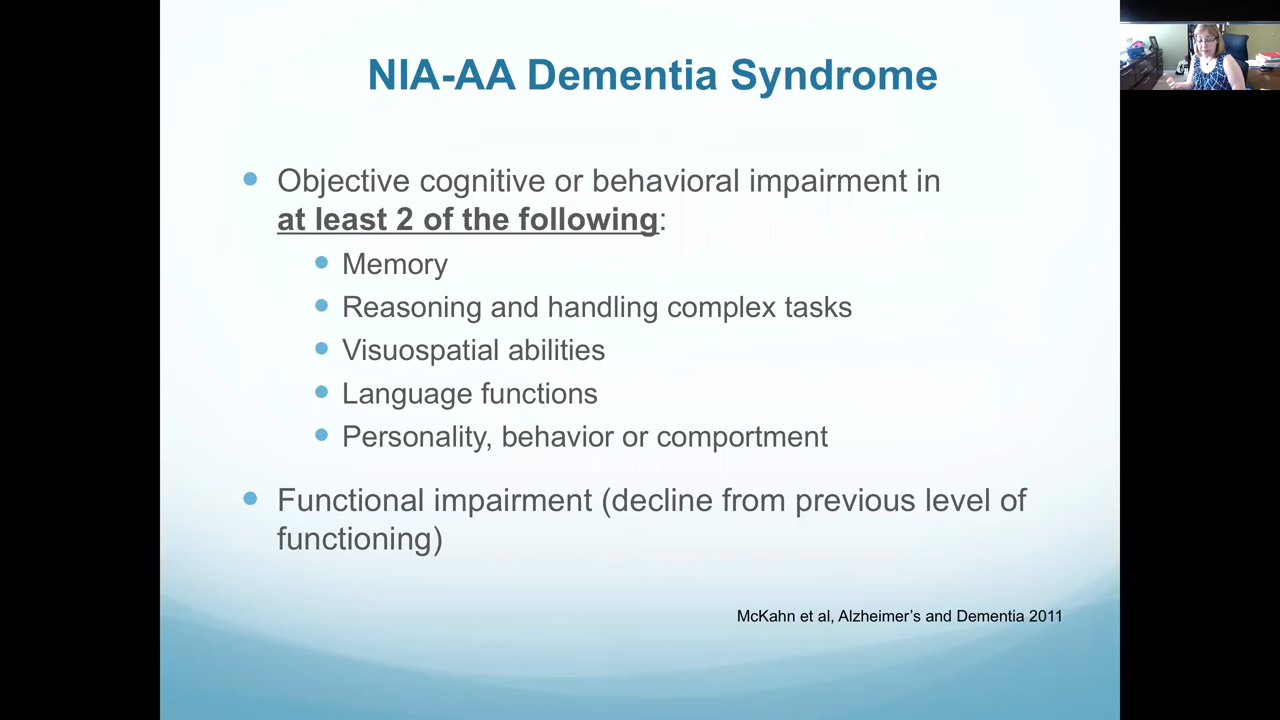 NIA-AA Dementia Syndrome
Objective cognitive or behavioral impairment in
at least 2 of the following:
Memory
Reasoning and handling complex tasks
Visuospatial abilities
Language functions
Personality, behavior or comportment
Functional impairment (decline from previous level of
functioning)
McKahn et al, Alzheimer’s and Dementia 2011